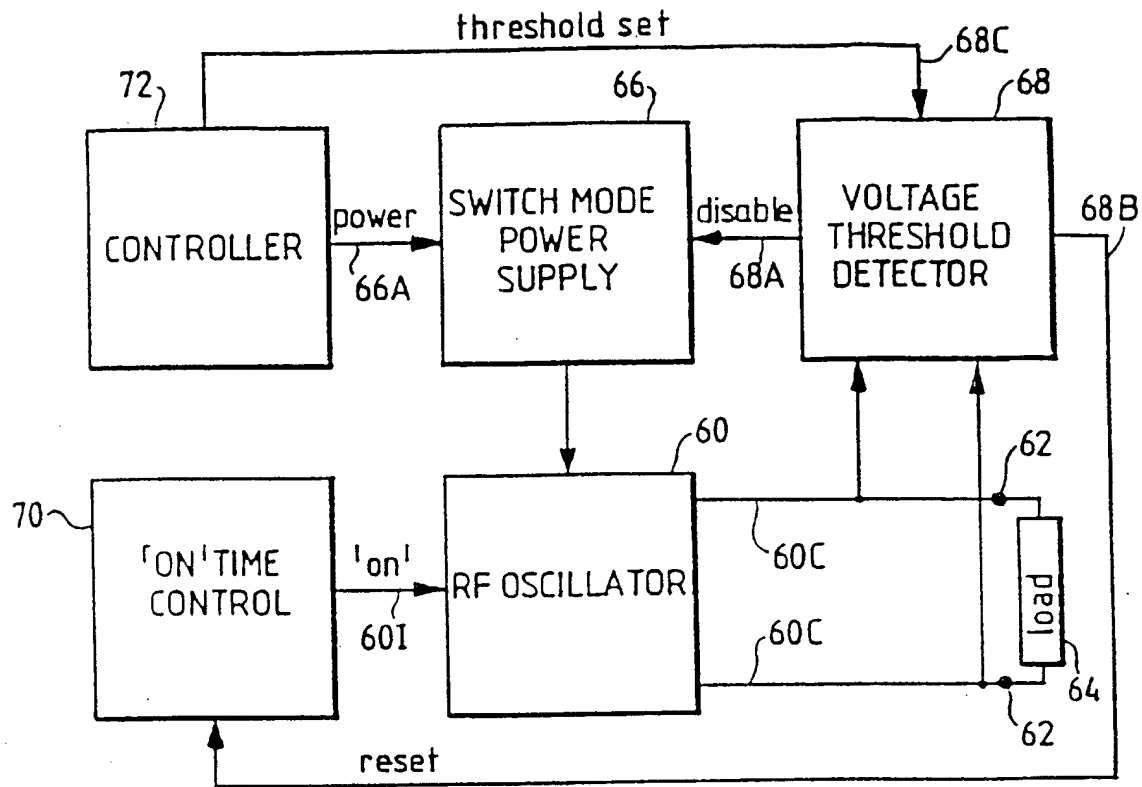 threshold set
68C
72
66
68
CONTROLLER
power
66A
SWITCH MODE
POWER
SUPPLY
disable
68A
VOLTAGE
THRESHOLD
DETECTOR
68B
60
62
70
'ON' TIME
CONTROL
'on'
60I
RF OSCILLATOR
60C
60C
load
64
62
reset